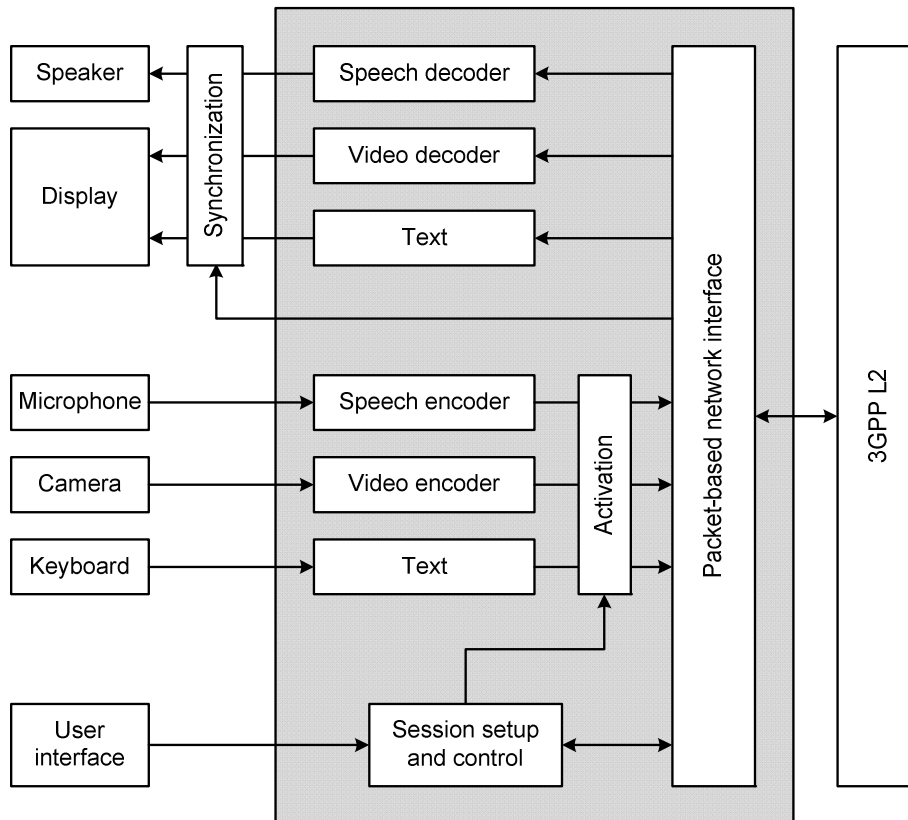 Speaker
Display
Synchronization
Speech decoder
Video decoder
Text
Microphone
Camera
Keyboard
Speech encoder
Video encoder
Text
Activation
User
interface
Session setup
and control
Packet-based network interface
3GPP L2